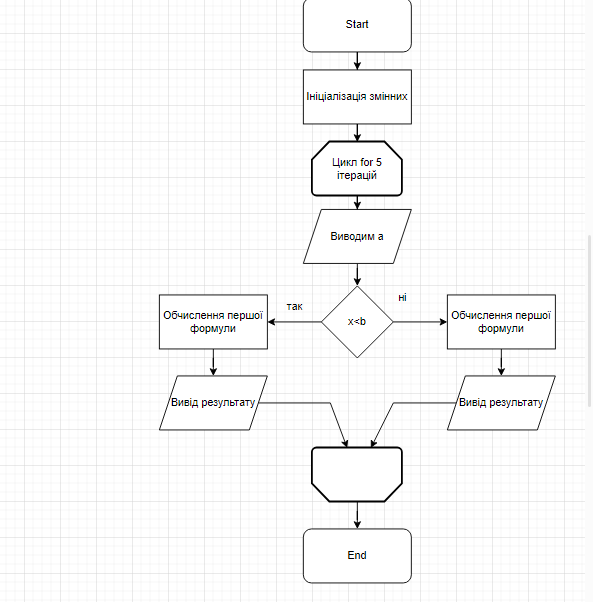 Start
Ініціалізація змінних
Цикл for 5
ітерацій
Виводим a
так
ні
x<b
Обчислення першої
формули
Обчислення першої
формули
Вивід результату
Вивід результату
End